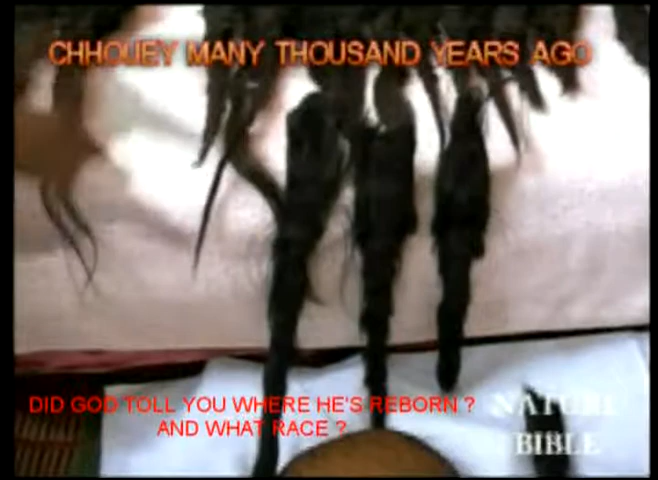 CHHOUEY MANY THOUSAND YEARS AGO
DID GOD TOLL YOU WHERE HE'S REBORN ?
AND WHAT RACE ?
NATURE
BIBLE